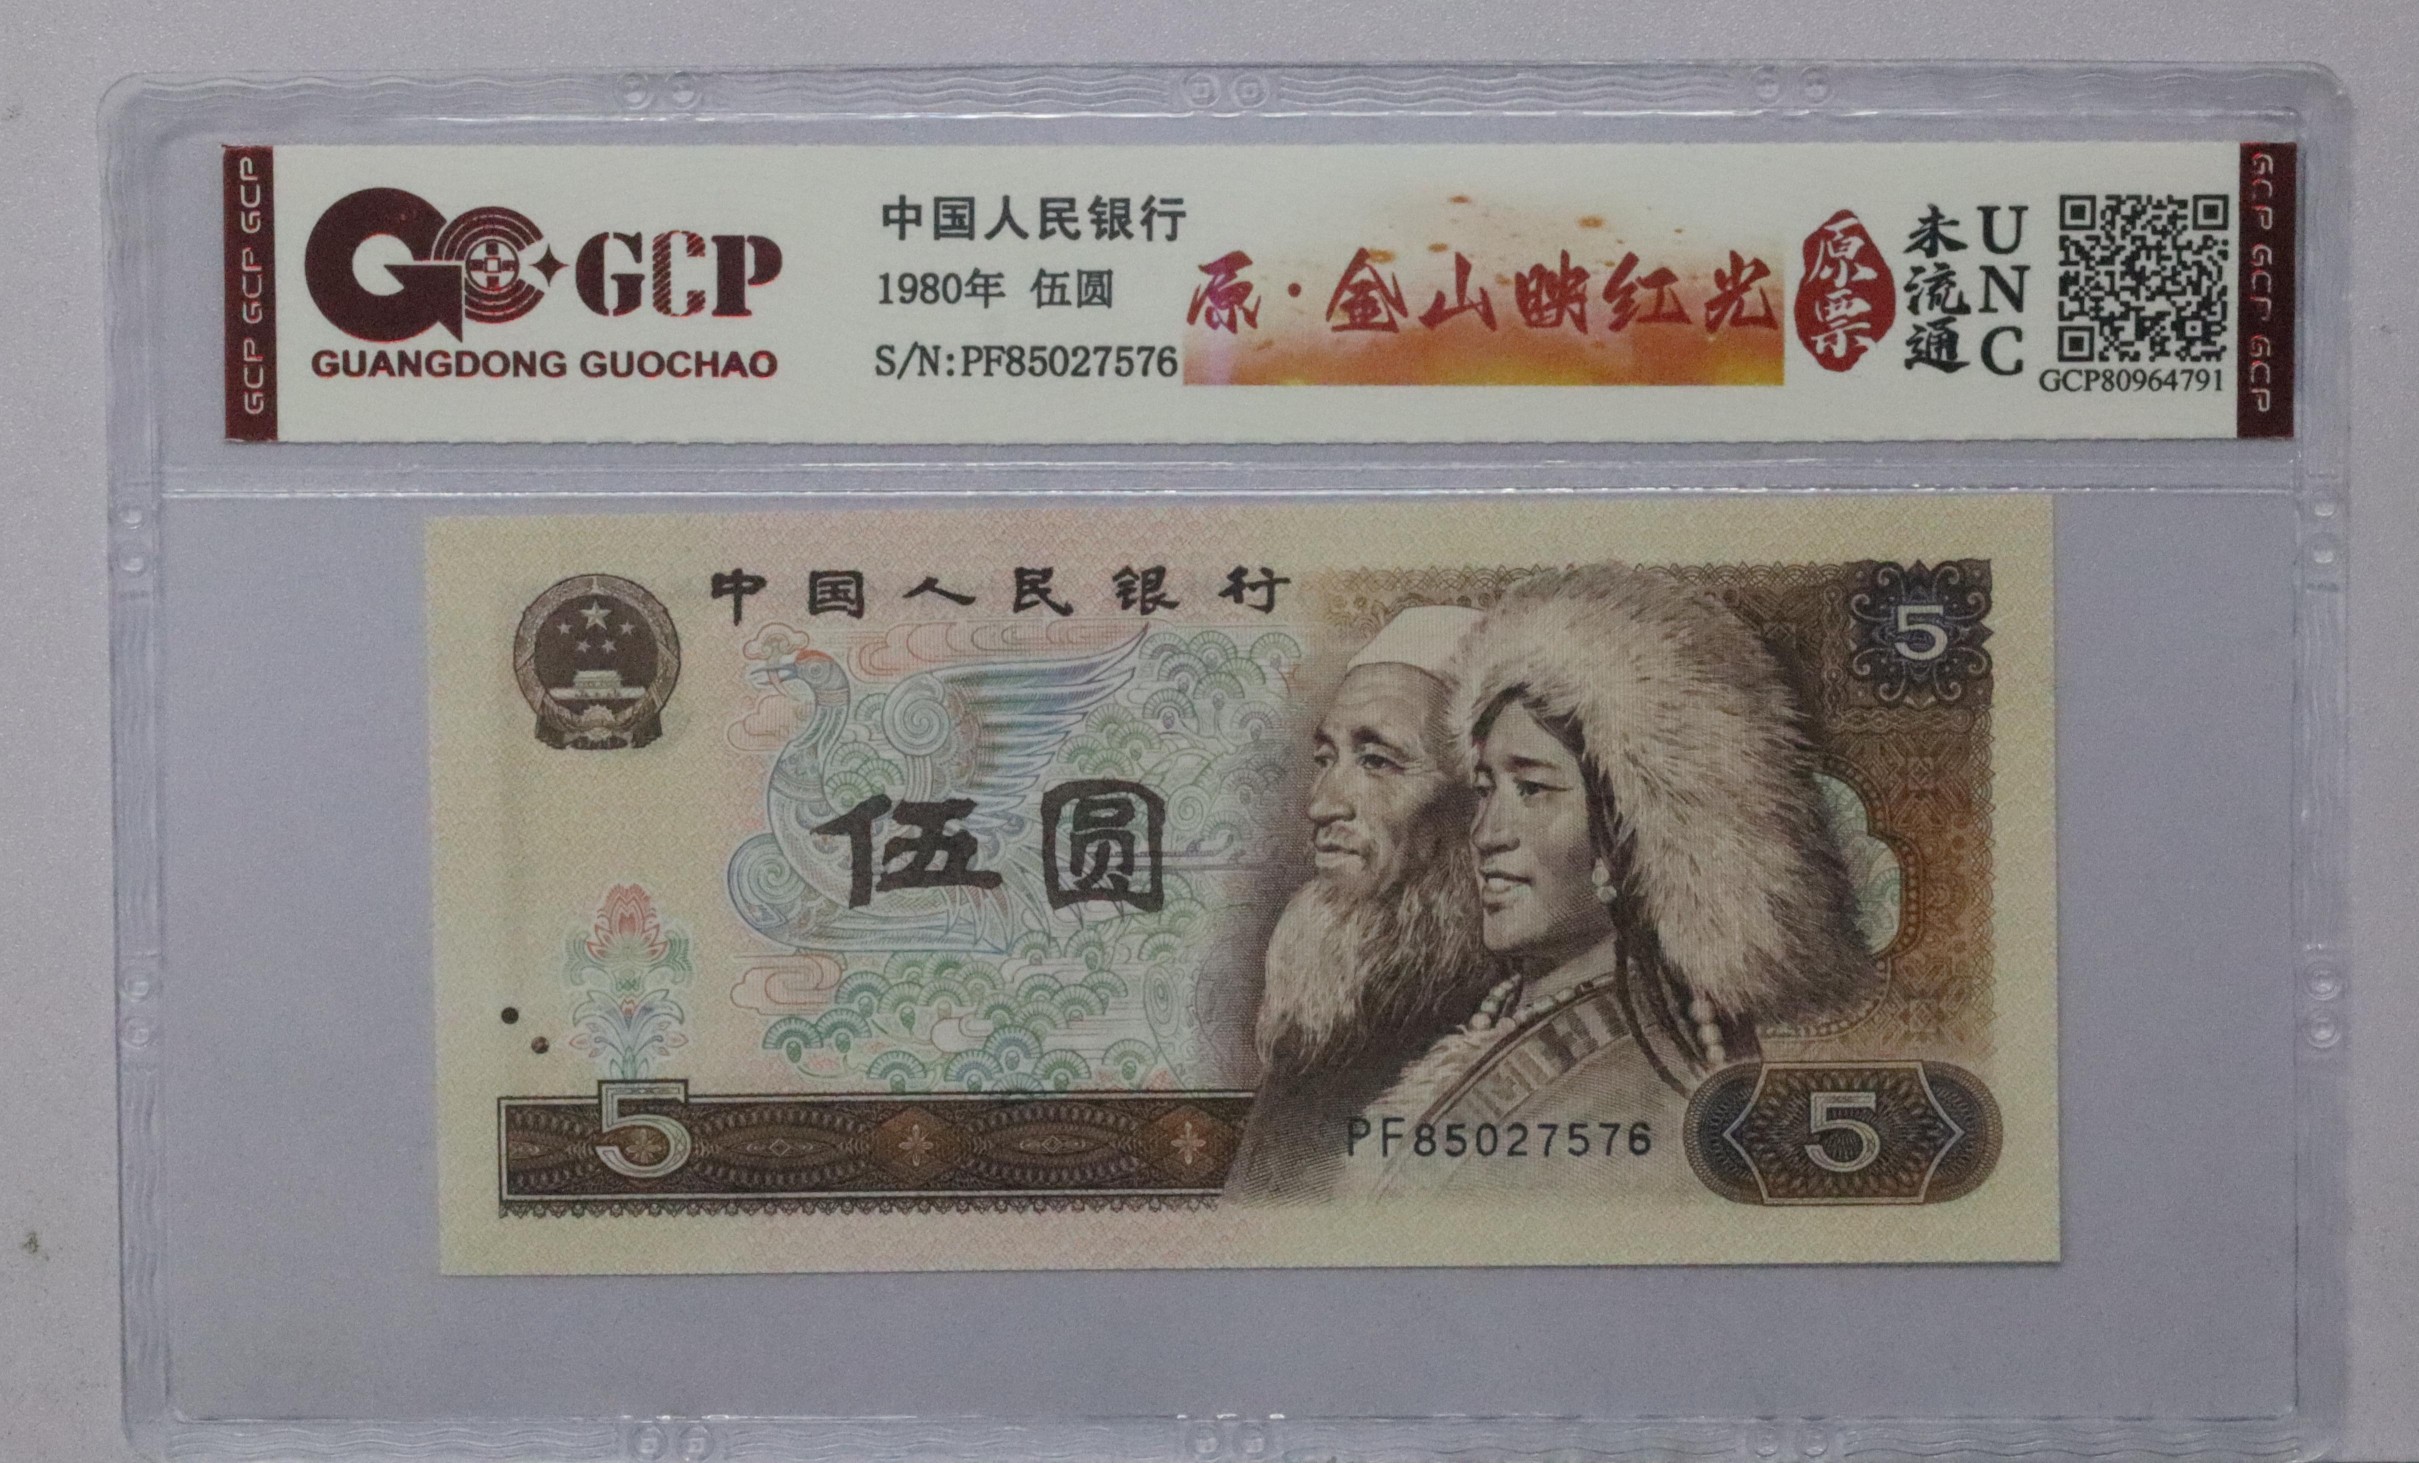 GCP GCP GCP
GCP
GUANGDONG GUOCHAO
中国人民银行
1980年 伍圆
S/N:PF85027576
原·金山映红光
原票
未流通
UNC
GCP80964791
GCP GCP GCP
中国人民银行
5
伍圆
5
PF85027576
5